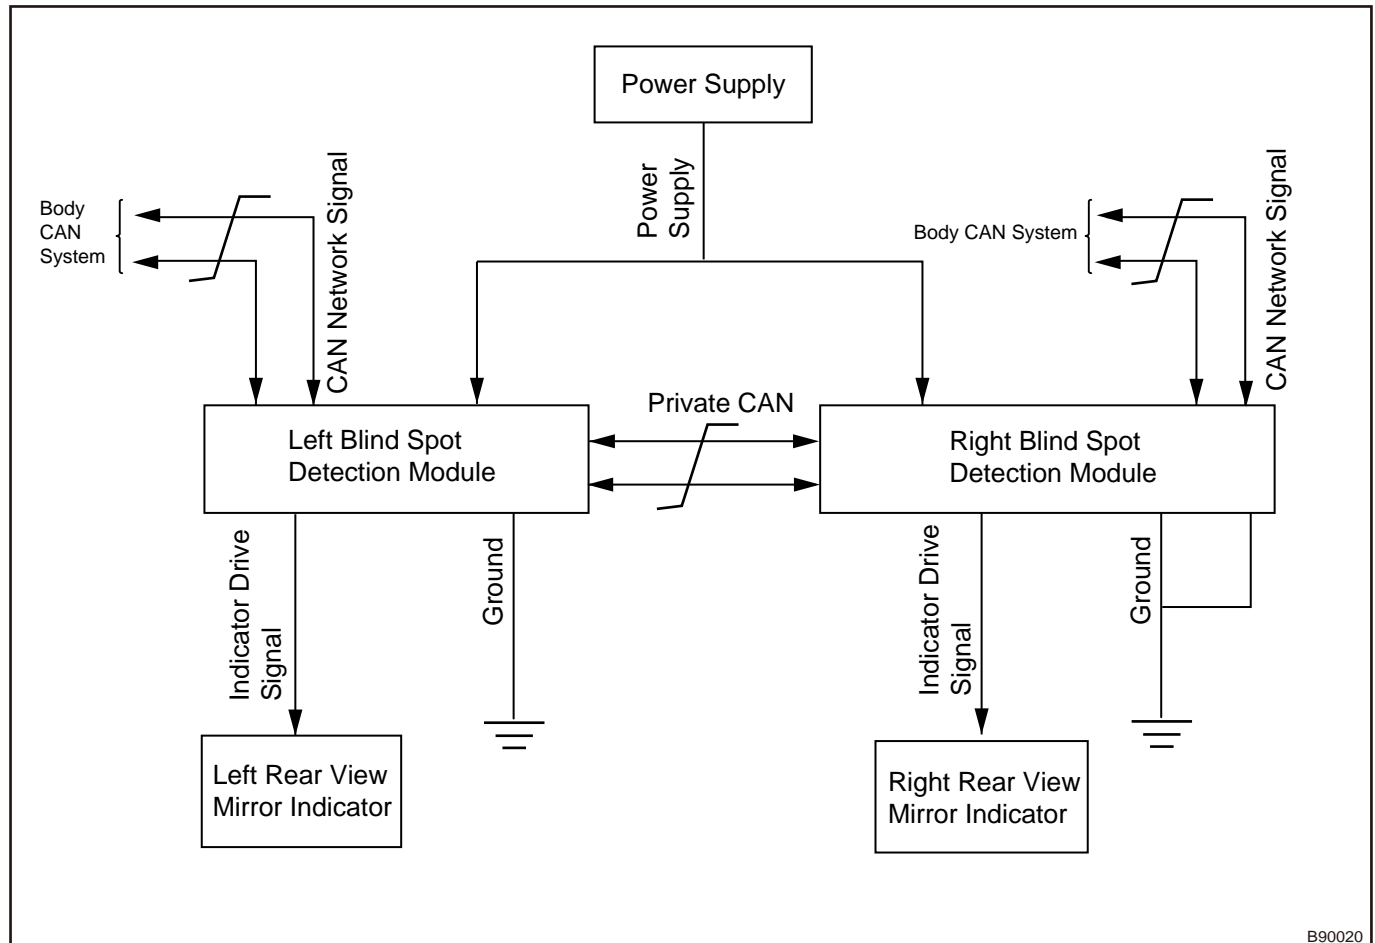 Power Supply
Power
Supply
Body
CAN
System
CAN Network Signal
Body CAN System
CAN Network Signal
Private CAN
Left Blind Spot
Detection Module
Right Blind Spot
Detection Module
Indicator Drive
Signal
Ground
Indicator Drive
Signal
Ground
Left Rear View
Mirror Indicator
Right Rear View
Mirror Indicator
B90020